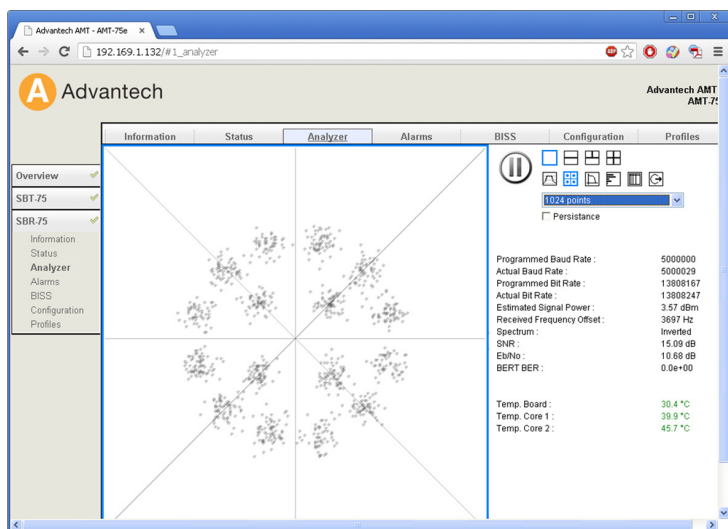 Advantech AMT - AMT-75e
192.169.1.132/#1_analyzer
Advantech
Advantech AMT
AMT-75
Information Status Analyzer Alarms BISS Configuration Profiles
Overview
SBT-75
SBR-75
Information
Status
Analyzer
Alarms
BISS
Configuration
Profiles
1024 points
Persistance
Programmed Baud Rate : 5000000
Actual Baud Rate : 5000029
Programmed Bit Rate : 13808167
Actual Bit Rate : 13808247
Estimated Signal Power : 3.57 dBm
Received Frequency Offset : 3697 Hz
Spectrum : Inverted
SNR : 15.09 dB
Eb/No : 10.68 dB
BERT BER : 0.0e+00
Temp. Board : 30.4 °C
Temp. Core 1 : 39.9 °C
Temp. Core 2 : 45.7 °C